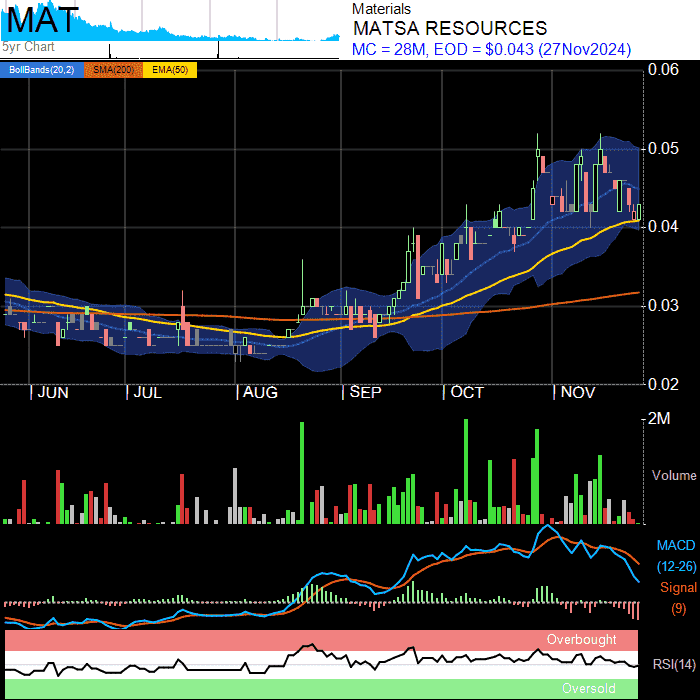 MAT
5yr Chart
Materials
MATSA RESOURCES
MC = 28M, EOD = $0.043 (27Nov2024)
BollBands(20,2) SMA(200) EMA(50)
0.06
0.05
0.04
0.03
0.02
JUN JUL AUG SEP OCT NOV
2M
Volume
MACD
(12-26)
Signal
(9)
Overbought
RSI(14)
Oversold